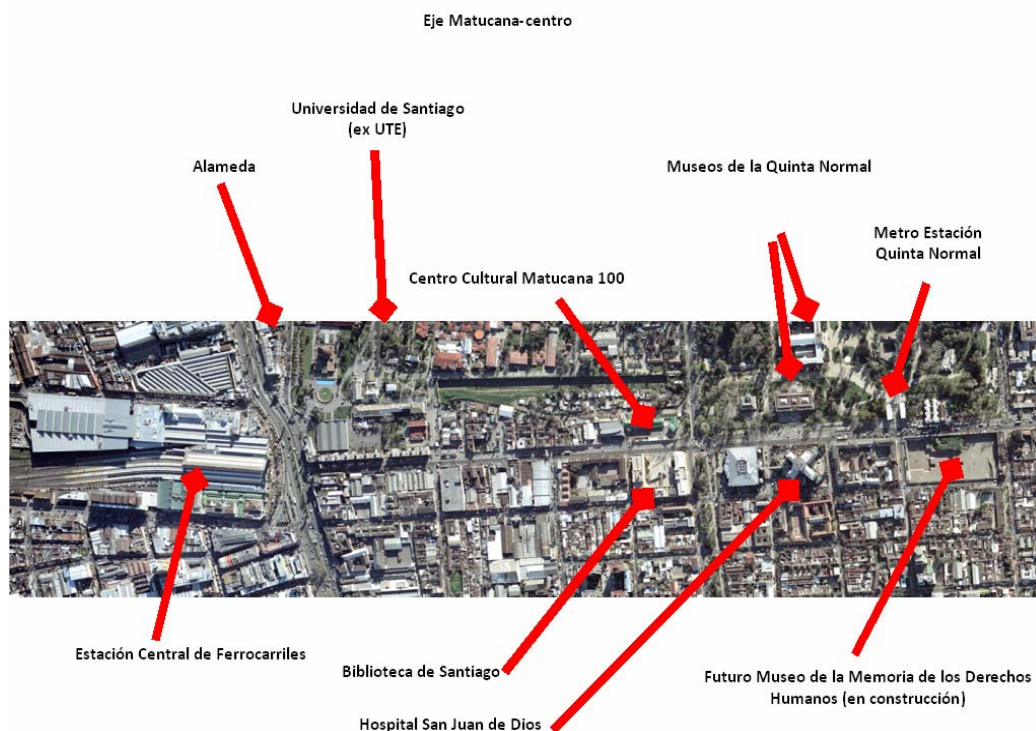 Eje Matucana-centro
Universidad de Santiago
(ex UTE)
Alameda
Museos de la Quinta Normal
Metro Estación
Quinta Normal
Centro Cultural Matucana 100
Estación Central de Ferrocarriles
Biblioteca de Santiago
Futuro Museo de la Memoria de los Derechos
Humanos (en construcción)
Hospital San Juan de Dios